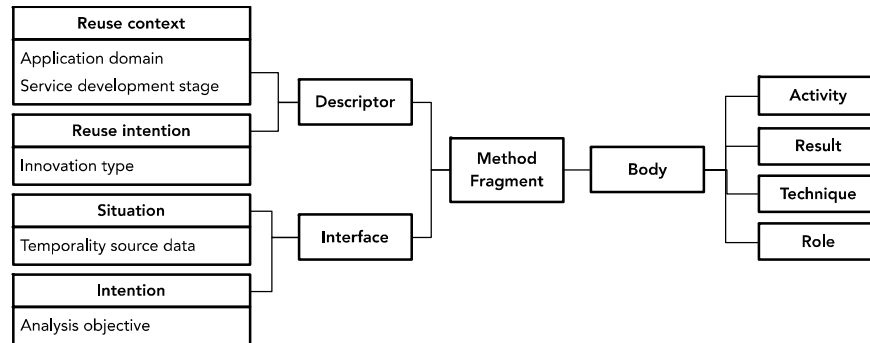 Reuse context
Application domain
Service development stage
Reuse intention
Innovation type
Situation
Temporality source data
Intention
Analysis objective
Descriptor
Interface
Method
Fragment
Body
Activity
Result
Technique
Role